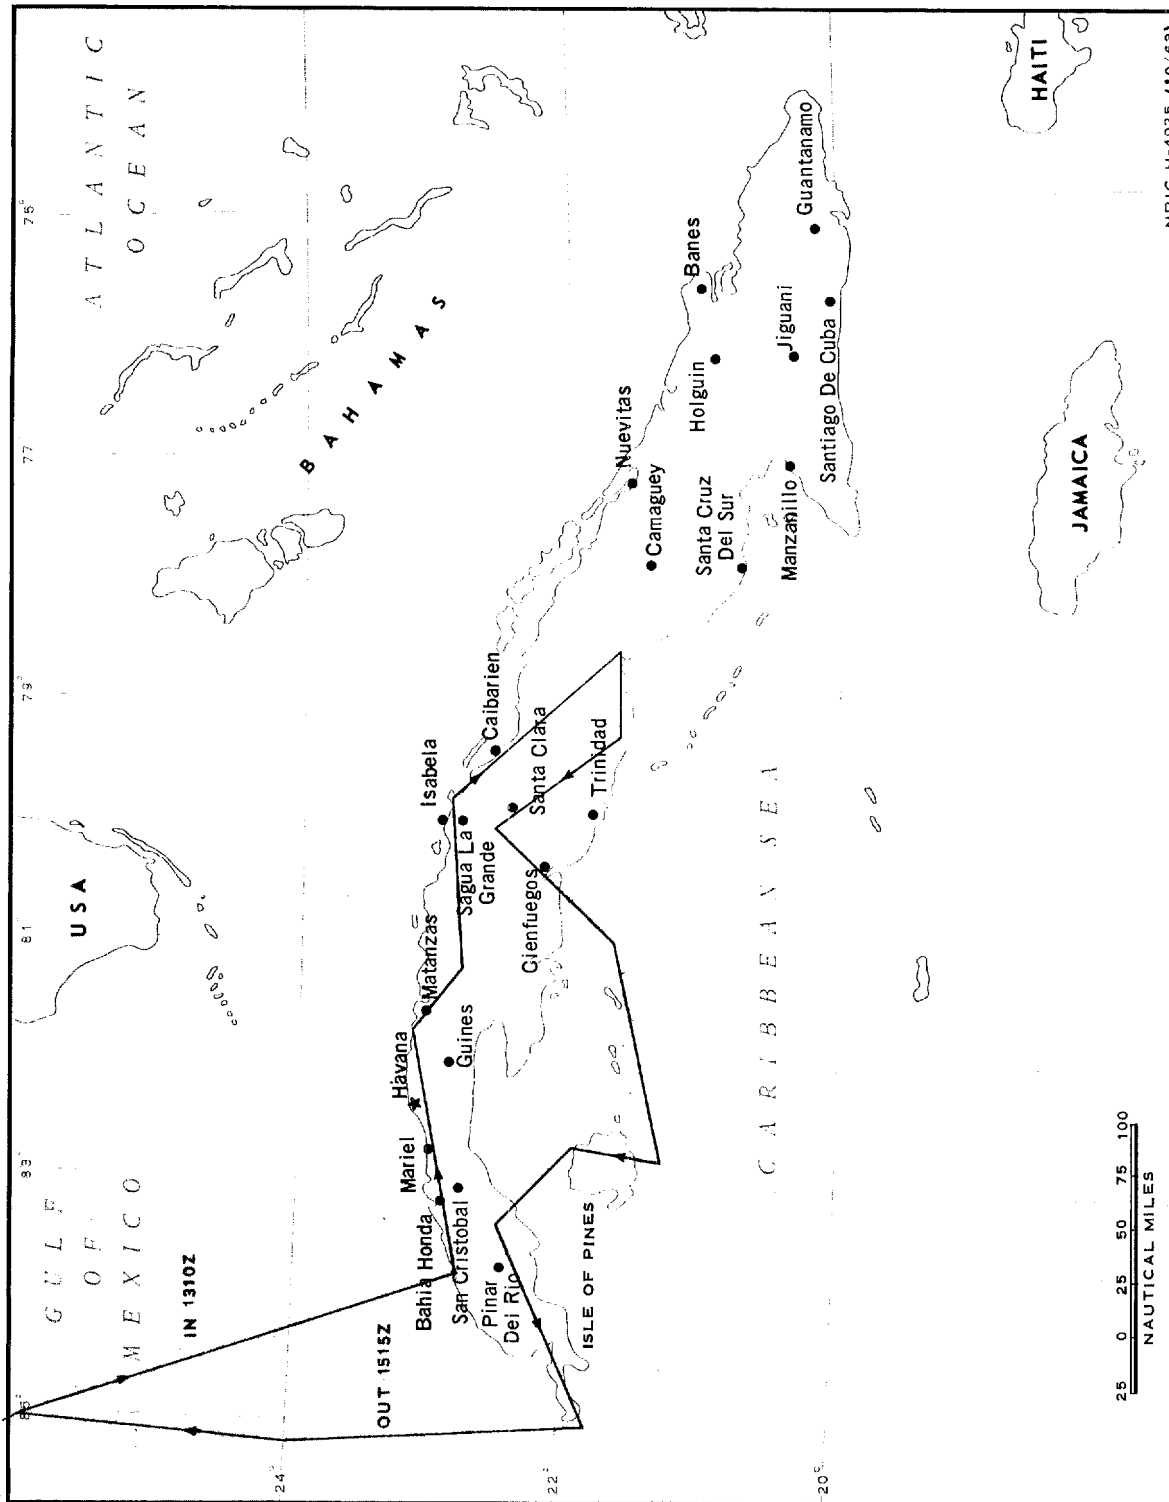 ATLANTIC
OCEAN
GULF
OF
MEXICO
USA
BAHAMAS
75°
77
79°
81
83
85°
24°
22°
20°
IN 1310Z
OUT 1515Z
Havana
Matanzas
Mariel
Bahia Honda
San Cristobal
Pinar
Del Rio
Guines
Isabela
Sagua La
Grande
Caibarien
Santa Clara
Cienfuegos
Trinidad
Nuevitas
Camaguey
Santa Cruz
Del Sur
Banes
Holguin
Jiguani
Manzanillo
Santiago De Cuba
Guantanamo
ISLE OF PINES
CARIBBEAN SEA
JAMAICA
HAITI
25 0 25 50 75 100
NAUTICAL MILES